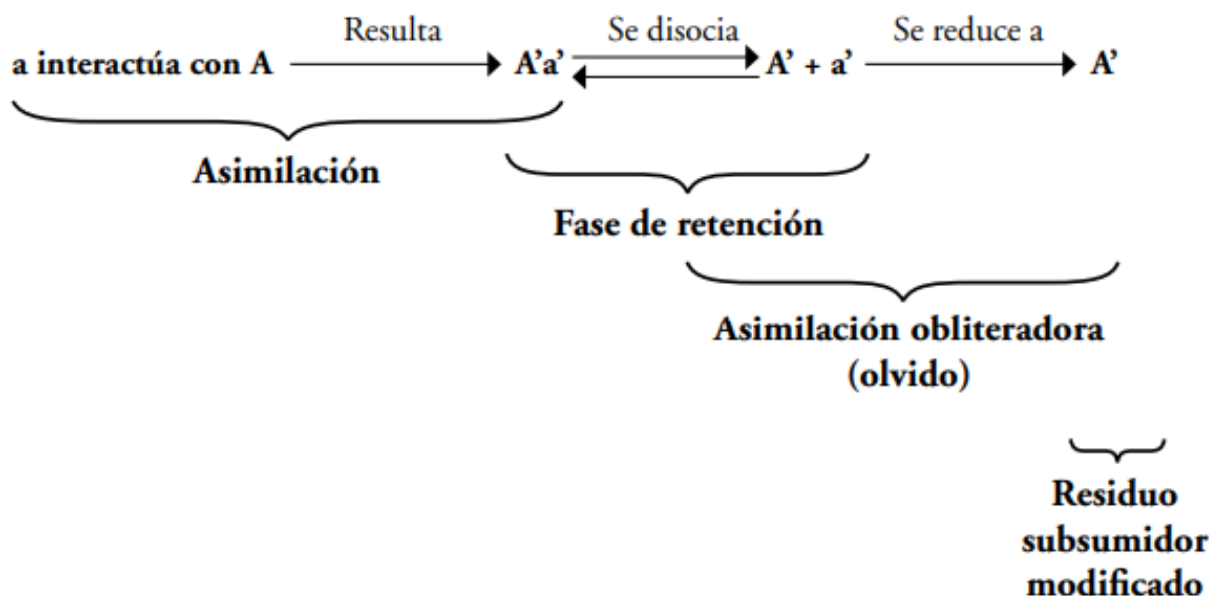 Resulta
Se disocia
Se reduce a
a interactúa con A
A’a’
A’ + a’
A’
Asimilación
Fase de retención
Asimilación obliteradora
(olvido)
Residuo
subsumidor
modificado